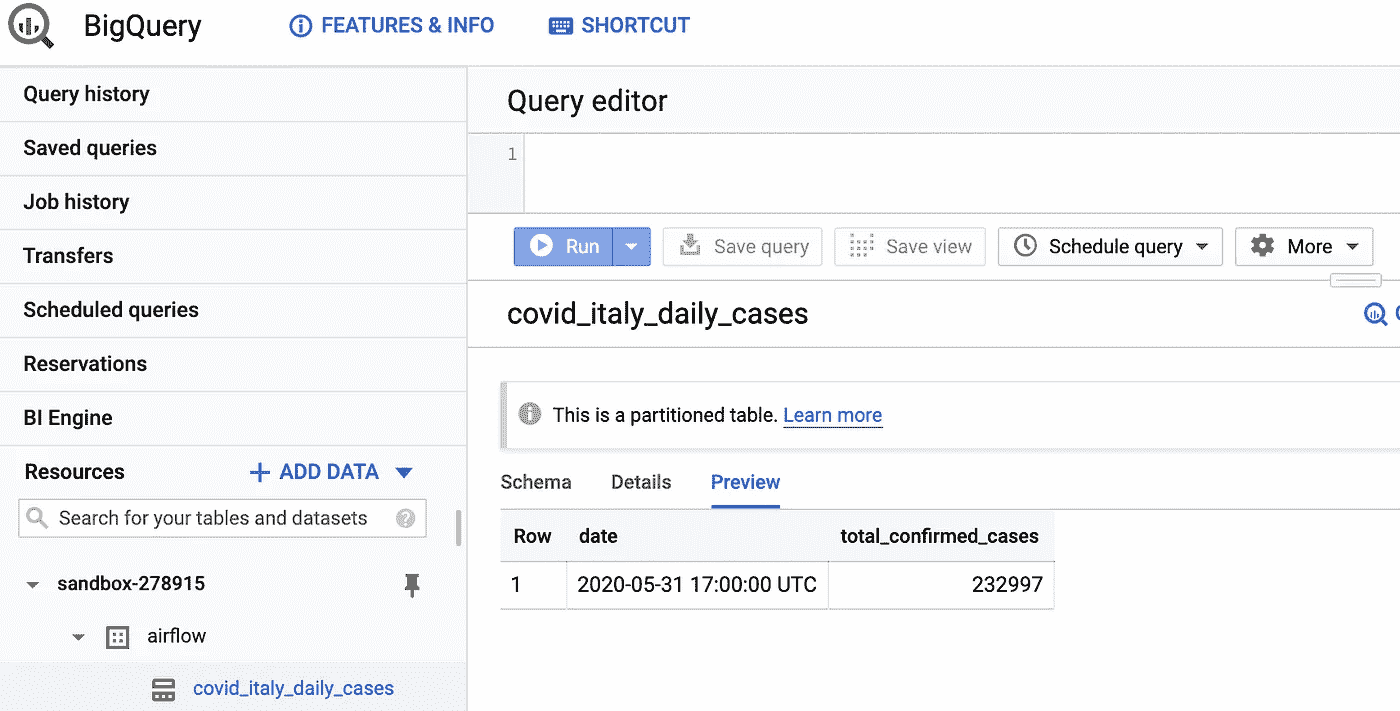 BigQuery FEATURES & INFO SHORTCUT
Query history
Saved queries
Job history
Transfers
Scheduled queries
Reservations
BI Engine
Resources ADD DATA
Search for your tables and datasets
sandbox-278915
airflow
covid_italy_daily_cases
Query editor
1
Run Save query Save view Schedule query More
covid_italy_daily_cases
This is a partitioned table. Learn more
Schema Details Preview
Row date total_confirmed_cases
1 2020-05-31 17:00:00 UTC 232997